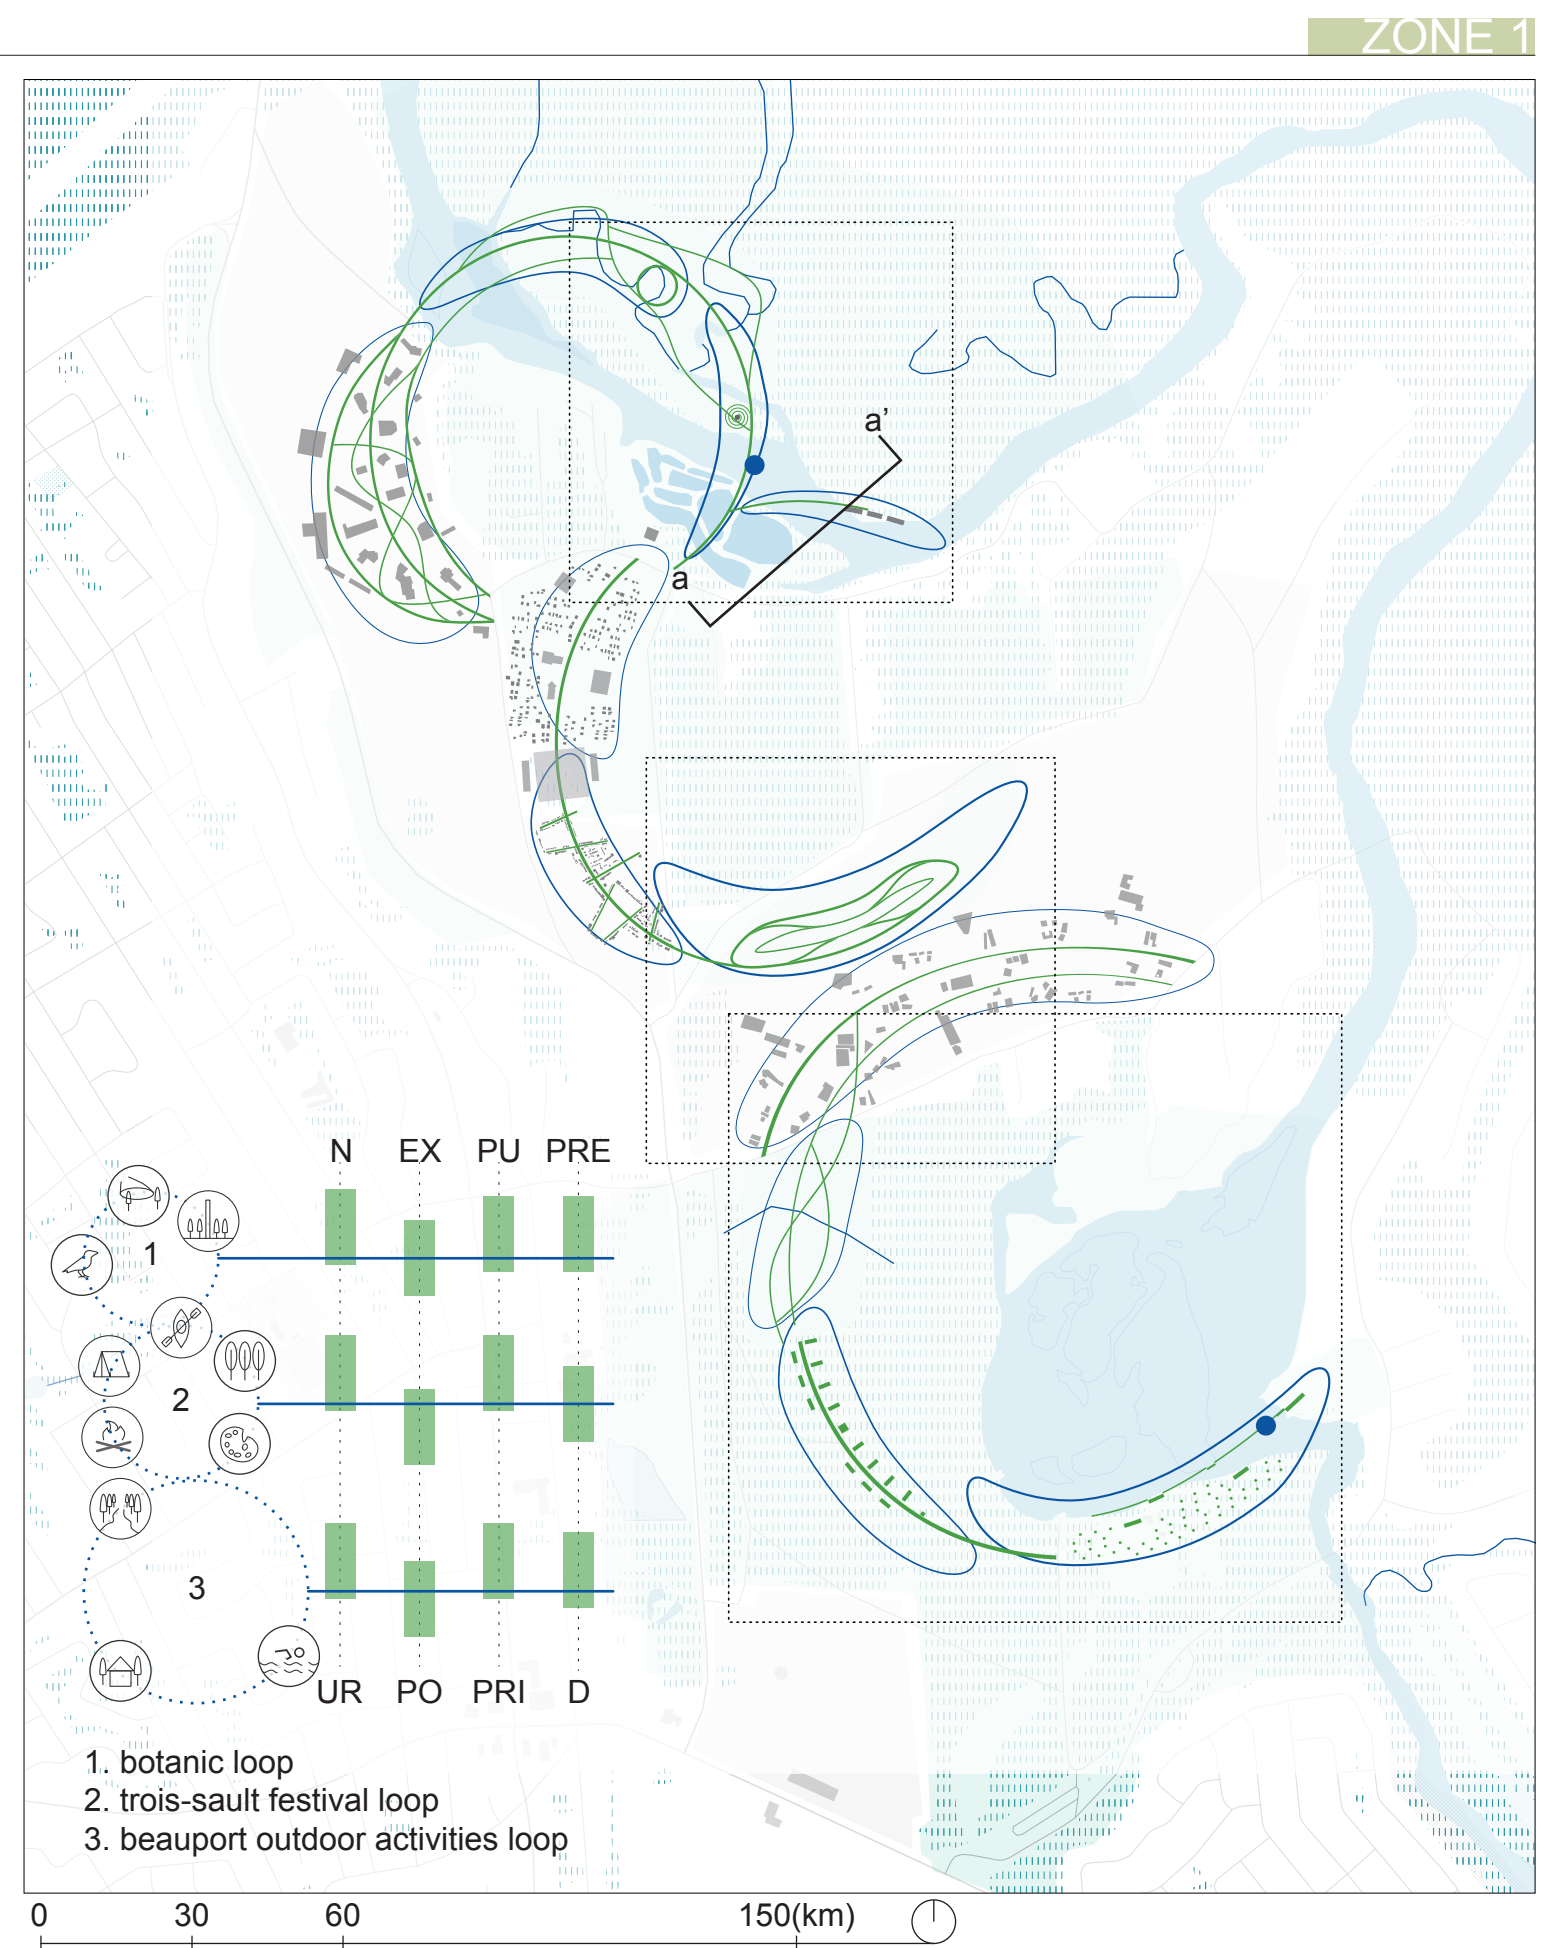 ZONE 1
a’
a
N EX PU PRE
1
2
3
UR PO PRI D
1. botanic loop
2. trois-sault festival loop
3. beauport outdoor activities loop
0 30 60 150(km)